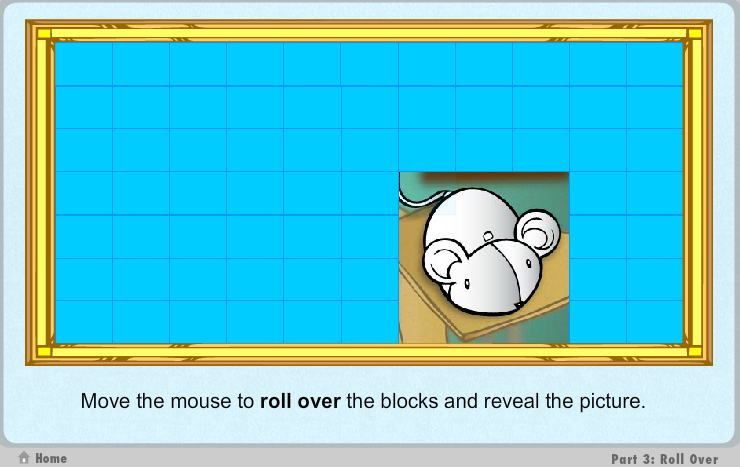 Move the mouse to roll over the blocks and reveal the picture.
Home
Part 3: Roll Over